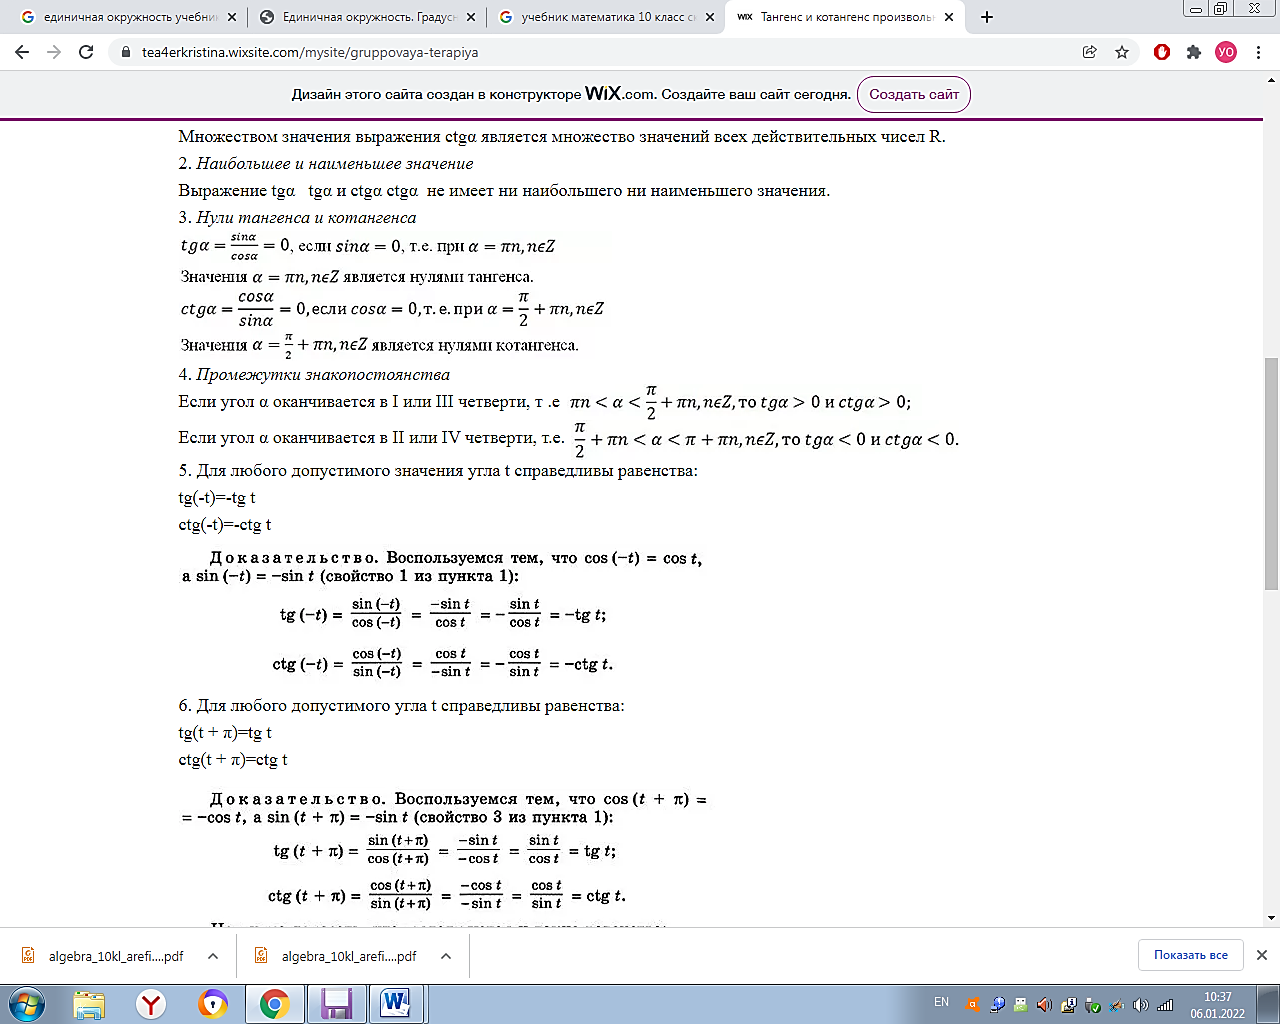 единичная окружность учебни
Единичная окружность. Градусн
учебник математика 10 класс с
Тангенс и котангенс произволь
tea4erkristina.wixsite.com/mysite/gruppovaya-terapiya
УО
Дизайн этого сайта создан в конструкторе WiX.com. Создайте ваш сайт сегодня.
Создать сайт
Множеством значения выражения ctgα является множество значений всех действительных чисел R.
2. Наибольшее и наименьшее значение
Выражение tgα tgα и ctgα ctgα не имеет ни наибольшего ни наименьшего значения.
3. Нули тангенса и котангенса
tgα = sinα/cosα = 0, если sinα = 0, т.е. при α = πn, nϵZ
Значения α = πn, nϵZ является нулями тангенса.
ctgα = cosα/sinα = 0, если cosα = 0, т. е. при α = π/2 + πn, nϵZ
Значения α = π/2 + πn, nϵZ является нулями котангенса.
4. Промежутки знакопостоянства
Если угол α оканчивается в I или III четверти, т .е πn < α < π/2 + πn, nϵZ, то tgα > 0 и ctgα > 0;
Если угол α оканчивается в II или IV четверти, т.е. π/2 + πn < α < π + πn, nϵZ, то tgα < 0 и ctgα < 0.
5. Для любого допустимого значения угла t справедливы равенства:
tg(-t)=-tg t
ctg(-t)=-ctg t
Доказательство. Воспользуемся тем, что cos (−t) = cos t,
а sin (−t) = −sin t (свойство 1 из пункта 1):
tg (−t) = sin (−t)/cos (−t) = −sin t/cos t = − sin t/cos t = −tg t;
ctg (−t) = cos (−t)/sin (−t) = cos t/−sin t = − cos t/sin t = −ctg t.
6. Для любого допустимого угла t справедливы равенства:
tg(t + π)=tg t
ctg(t + π)=ctg t
Доказательство. Воспользуемся тем, что cos (t + π) =
= −cos t, а sin (t + π) = −sin t (свойство 3 из пункта 1):
tg (t + π) = sin (t+π)/cos (t+π) = −sin t/−cos t = sin t/cos t = tg t;
ctg (t + π) = cos (t+π)/sin (t+π) = −cos t/−sin t = cos t/sin t = ctg t.
algebra_10kl_arefi....pdf
algebra_10kl_arefi....pdf
Показать все
EN
10:37
06.01.2022